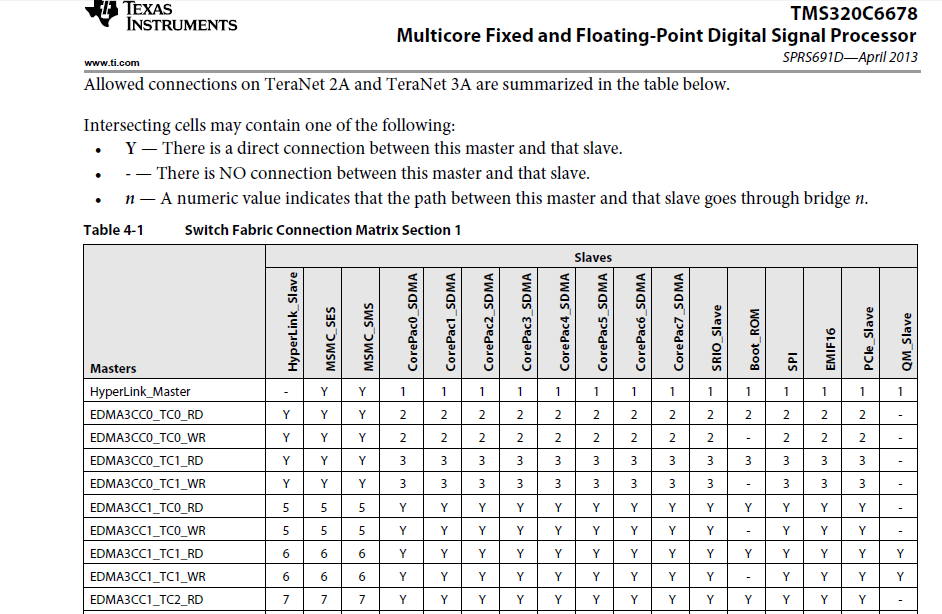 TEXAS
INSTRUMENTS
www.ti.com
TMS320C6678
Multicore Fixed and Floating-Point Digital Signal Processor
SPRS691D—April 2013
Allowed connections on TeraNet 2A and TeraNet 3A are summarized in the table below.
Intersecting cells may contain one of the following:
• Y — There is a direct connection between this master and that slave.
• - — There is NO connection between this master and that slave.
• n — A numeric value indicates that the path between this master and that slave goes through bridge n.
Table 4-1 Switch Fabric Connection Matrix Section 1
Slaves
Masters HyperLink_Slave MSMC_SES MSMC_SMS CorePac0_SDMA CorePac1_SDMA CorePac2_SDMA CorePac3_SDMA CorePac4_SDMA CorePac5_SDMA CorePac6_SDMA CorePac7_SDMA SRIO_Slave Boot_ROM SPI EMIF16 PCIe_Slave QM_Slave
HyperLink_Master - Y Y 1 1 1 1 1 1 1 1 1 1 1 1 1 1
EDMA3CC0_TC0_RD Y Y Y 2 2 2 2 2 2 2 2 2 2 2 2 2 -
EDMA3CC0_TC0_WR Y Y Y 2 2 2 2 2 2 2 2 2 - 2 2 2 -
EDMA3CC0_TC1_RD Y Y Y 3 3 3 3 3 3 3 3 3 3 3 3 3 -
EDMA3CC0_TC1_WR Y Y Y 3 3 3 3 3 3 3 3 3 - 3 3 3 -
EDMA3CC1_TC0_RD 5 5 5 Y Y Y Y Y Y Y Y Y Y Y Y Y -
EDMA3CC1_TC0_WR 5 5 5 Y Y Y Y Y Y Y Y Y - Y Y Y -
EDMA3CC1_TC1_RD 6 6 6 Y Y Y Y Y Y Y Y Y Y Y Y Y Y
EDMA3CC1_TC1_WR 6 6 6 Y Y Y Y Y Y Y Y Y - Y Y Y Y
EDMA3CC1_TC2_RD 7 7 7 Y Y Y Y Y Y Y Y Y Y Y Y Y -